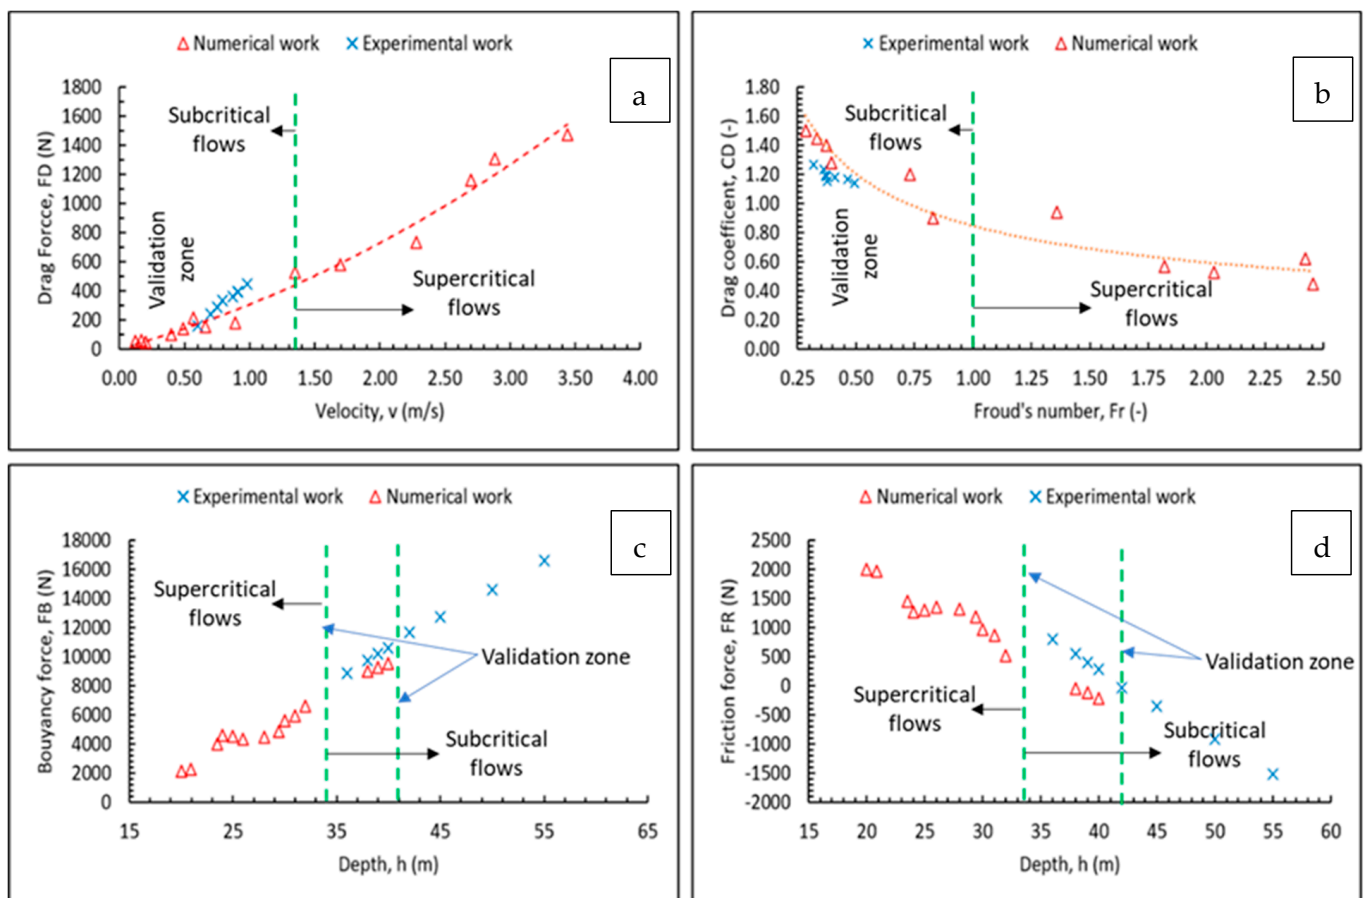 Numerical work Experimental work
a
1800
1600
1400
1200
1000
800
600
400
200
0
Drag Forcce, FD (N)
Subcritical
flows
Validation
zone
Supercritical
flows
0.00 0.50 1.00 1.50 2.00 2.50 3.00 3.50 4.00
Velocity, v (m/s)
Experimental work Numerical work
b
1.80
1.60
1.40
1.20
1.00
0.80
0.60
0.40
0.20
0.00
Drag coefficent, CD (-)
Subcritical
flows
Validation
zone
Supercritical
flows
0.25 0.50 0.75 1.00 1.25 1.50 1.75 2.00 2.25 2.50
Froud's number, Fr (-)
Experimental work Numerical work
c
18000
16000
14000
12000
10000
8000
6000
4000
2000
0
Bouyancy force, FB (N)
Supercritical
flows
Validation zone
Subcritical
flows
15 25 35 45 55 65
Depth, h (m)
Numerical work Experimental work
d
2500
2000
1500
1000
500
0
-500
-1000
-1500
-2000
Friction force, FR (N)
Validation zone
Supercritical
flows
Subcritical
flows
15 20 25 30 35 40 45 50 55 60
Depth, h (m)